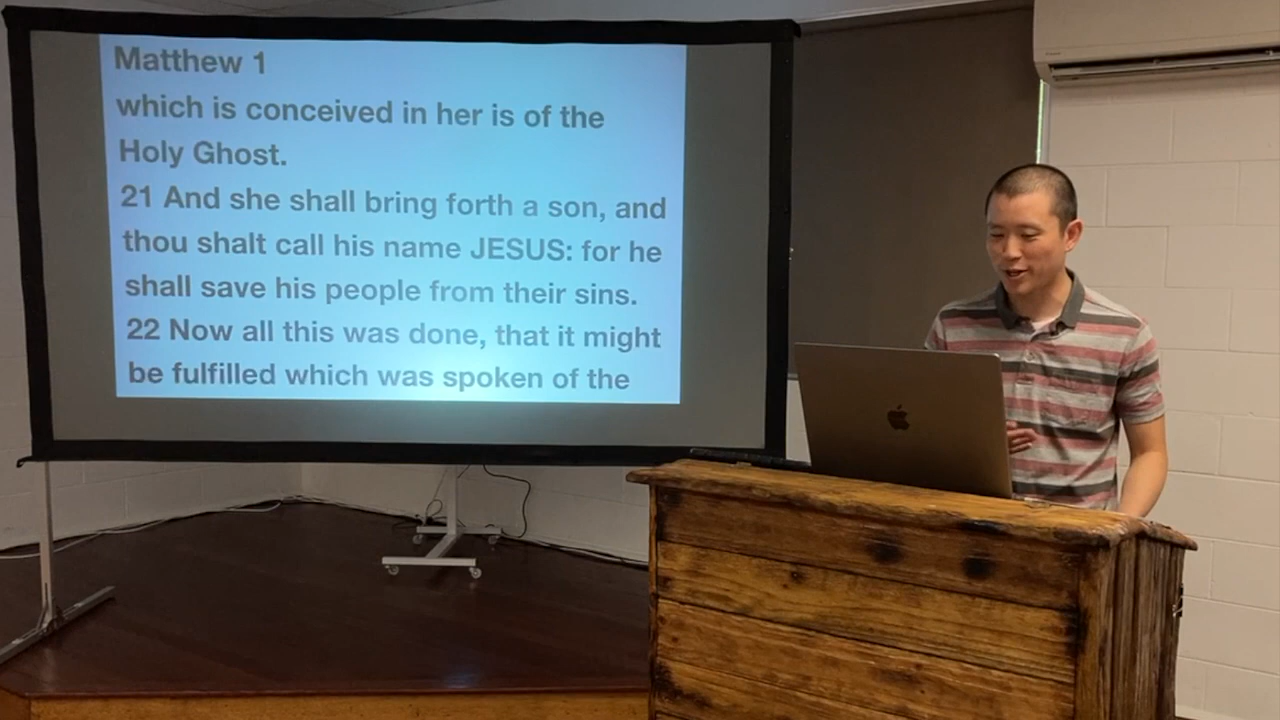 Matthew 1
which is conceived in her is of the
Holy Ghost.
21 And she shall bring forth a son, and
thou shalt call his name JESUS: for he
shall save his people from their sins.
22 Now all this was done, that it might
be fulfilled which was spoken of the